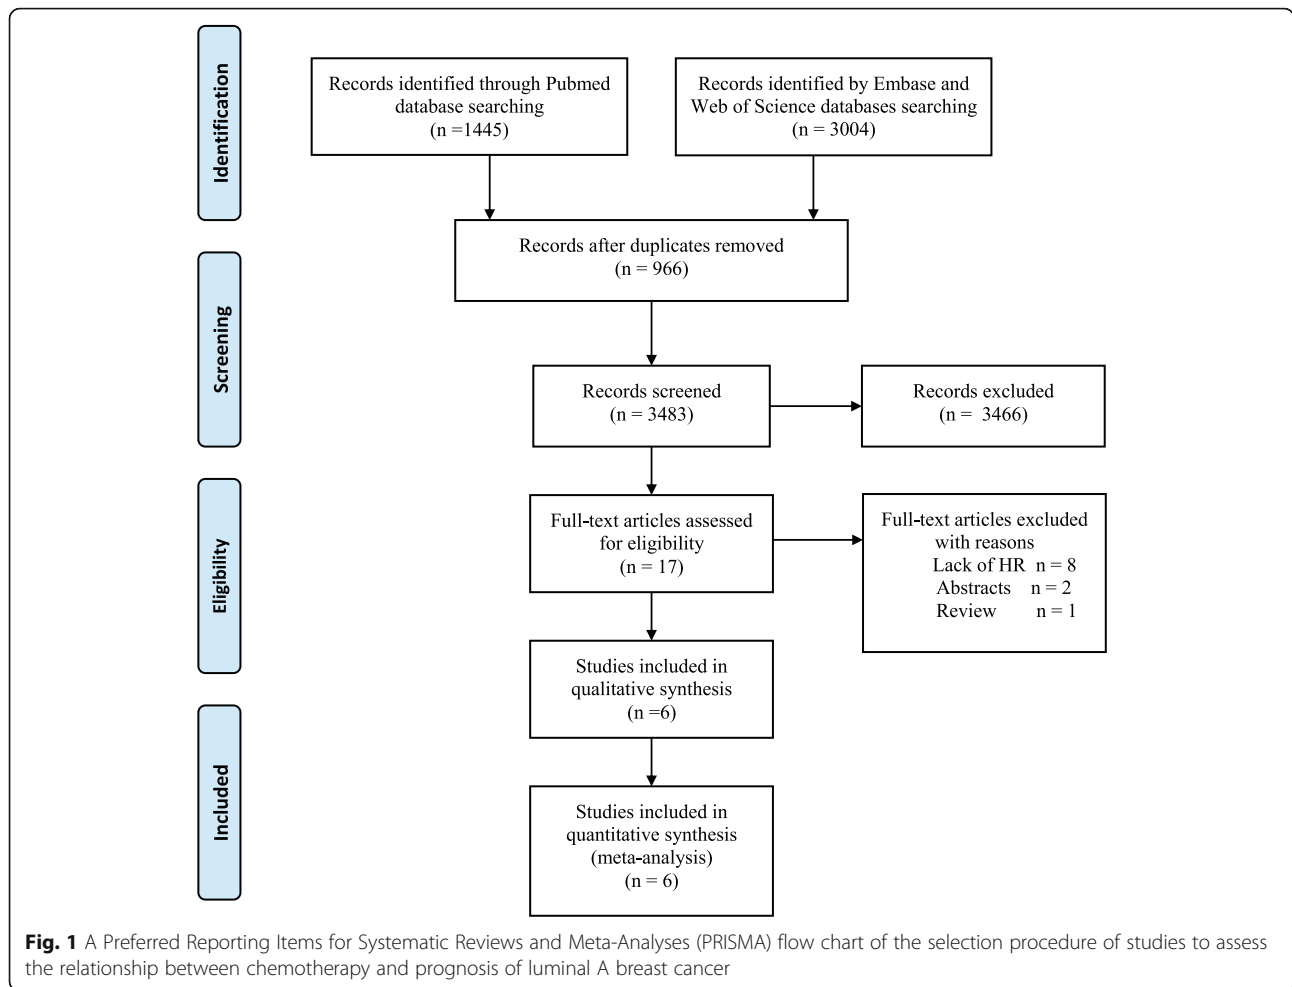 Identification
Records identified through Pubmed
database searching
(n =1445)
Records identified by Embase and
Web of Science databases searching
(n = 3004)
Records after duplicates removed
(n = 966)
Screening
Records screened
(n = 3483)
Records excluded
(n = 3466)
Eligibility
Full-text articles assessed
for eligibility
(n = 17)
Full-text articles excluded
with reasons
Lack of HR n = 8
Abstracts n = 2
Review n = 1
Studies included in
qualitative synthesis
(n =6)
Included
Studies included in
quantitative synthesis
(meta-analysis)
(n = 6)
Fig. 1 A Preferred Reporting Items for Systematic Reviews and Meta-Analyses (PRISMA) flow chart of the selection procedure of studies to assess
the relationship between chemotherapy and prognosis of luminal A breast cancer